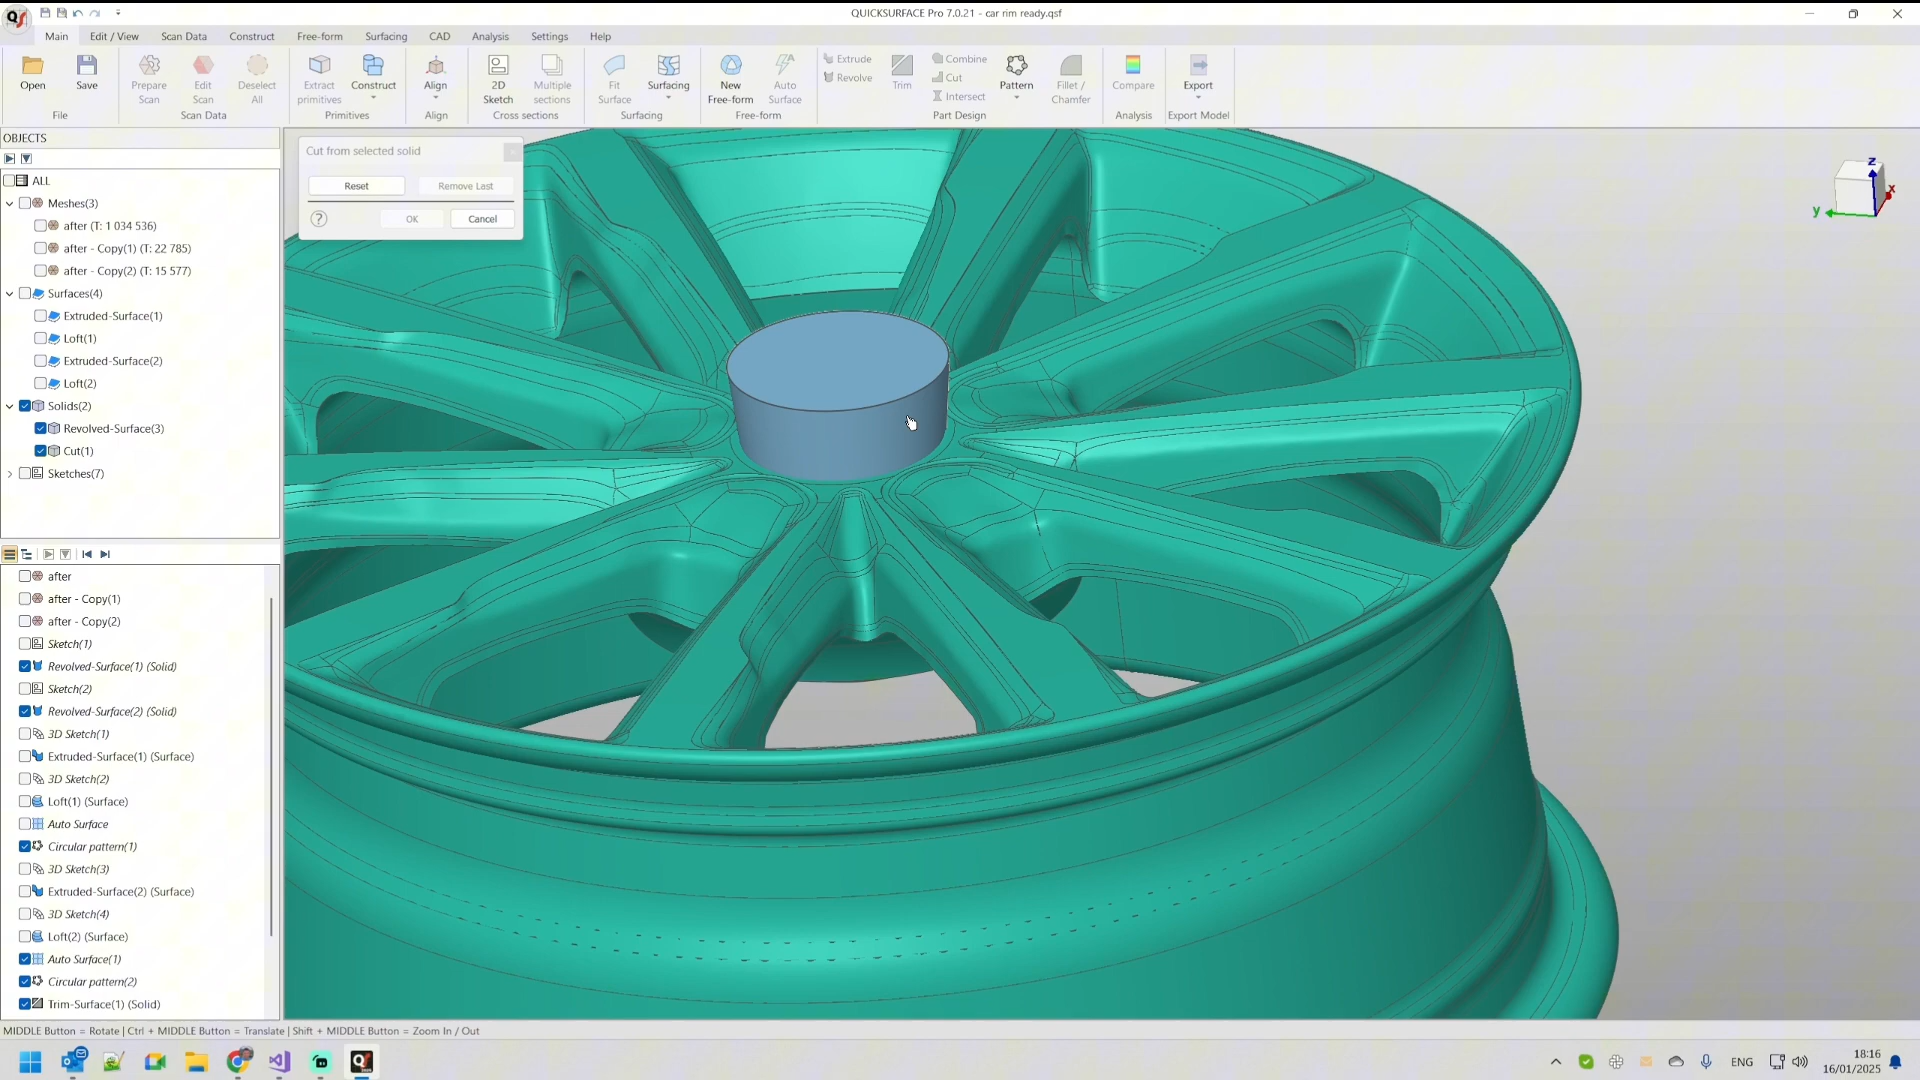 QUICKSURFACE Pro 7.0.21 - car rim ready.qsf
Main Edit / View Scan Data Construct Free-form Surfacing CAD Analysis Settings Help
Open Save Prepare Scan Edit Scan Deselect All Extract primitives Construct Align 2D Sketch Multiple sections Fit Surface Surfacing New Free-form Auto Surface Extrude Revolve Trim Combine Cut Intersect Pattern Fillet / Chamfer Compare Export
File Scan Data Primitives Align Cross sections Surfacing Free-form Part Design Analysis Export Model
OBJECTS
ALL
Meshes(3)
after (T: 1 034 536)
after - Copy(1) (T: 22 785)
after - Copy(2) (T: 15 577)
Surfaces(4)
Extruded-Surface(1)
Loft(1)
Extruded-Surface(2)
Loft(2)
Solids(2)
Revolved-Surface(3)
Cut(1)
Sketches(7)
after
after - Copy(1)
after - Copy(2)
Sketch(1)
Revolved-Surface(1) (Solid)
Sketch(2)
Revolved-Surface(2) (Solid)
3D Sketch(1)
Extruded-Surface(1) (Surface)
3D Sketch(2)
Loft(1) (Surface)
Auto Surface
Circular pattern(1)
3D Sketch(3)
Extruded-Surface(2) (Surface)
3D Sketch(4)
Loft(2) (Surface)
Auto Surface(1)
Circular pattern(2)
Trim-Surface(1) (Solid)
Cut from selected solid
Reset Remove Last
? OK Cancel
z
x
y
MIDDLE Button = Rotate | Ctrl + MIDDLE Button = Translate | Shift + MIDDLE Button = Zoom In / Out
ENG
18:16
16/01/2025